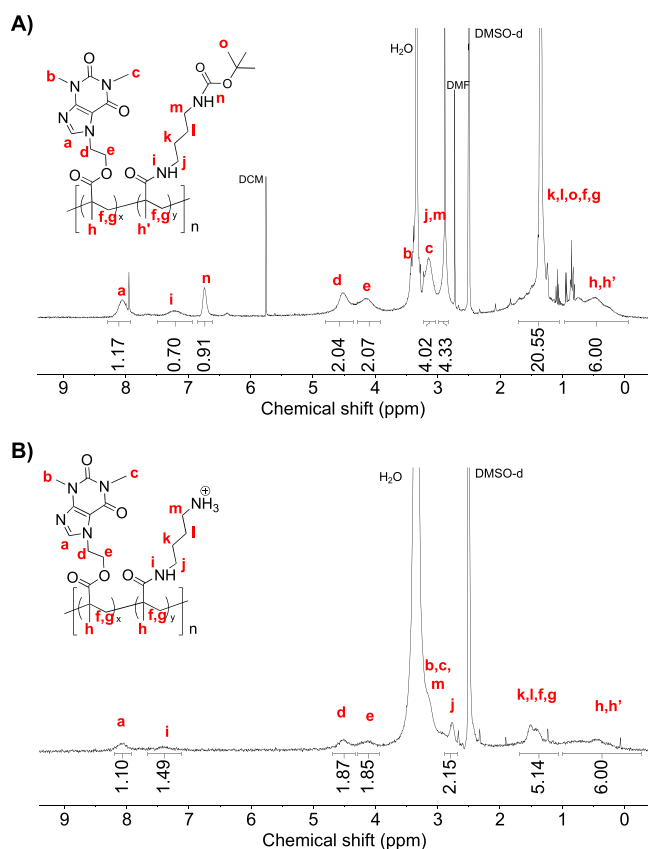 A)
H₂O
DMSO-d
DMF
DCM
o
O
O
NH
n
m
l
k
j
i
O
NH
b
c
O
N
N
O
N
N
a
d
e
O
O
f,g
x
f,g
y
n
h
h'
a
i
n
d
e
b
c
j,m
k,l,o,f,g
h,h'
1.17
0.70
0.91
2.04
2.07
4.02
4.33
20.55
6.00
9 8 7 6 5 4 3 2 1 0
Chemical shift (ppm)
B)
H₂O
DMSO-d
⊕
NH₃
m
l
k
j
i
O
NH
b
c
O
N
N
O
N
N
a
d
e
O
O
f,g
x
f,g
y
n
h
h
a
i
d
e
b,c,
m
j
k,l,f,g
h,h'
1.10
1.49
1.87
1.85
2.15
5.14
6.00
9 8 7 6 5 4 3 2 1 0
Chemical shift (ppm)